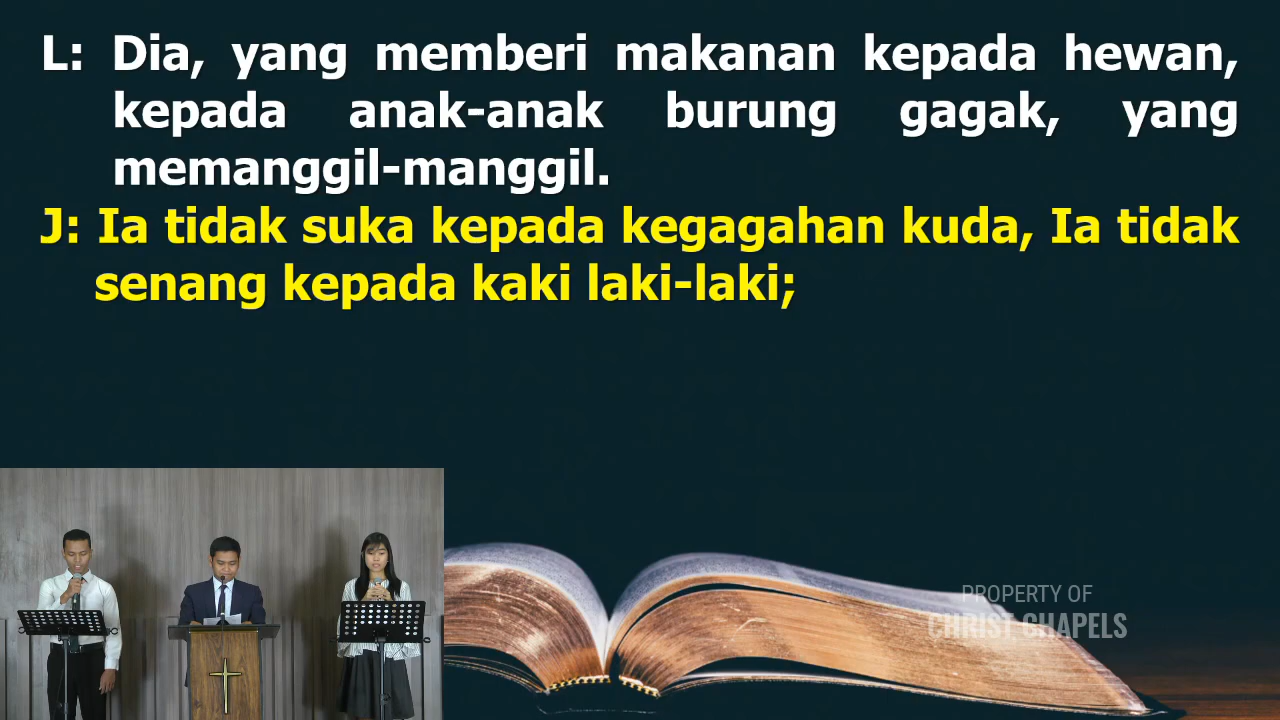 L: Dia, yang memberi makanan kepada hewan,
kepada anak-anak burung gagak, yang
memanggil-manggil.
J: Ia tidak suka kepada kegagahan kuda, Ia tidak
senang kepada kaki laki-laki;
PROPERTY OF
CHRIST CHAPELS